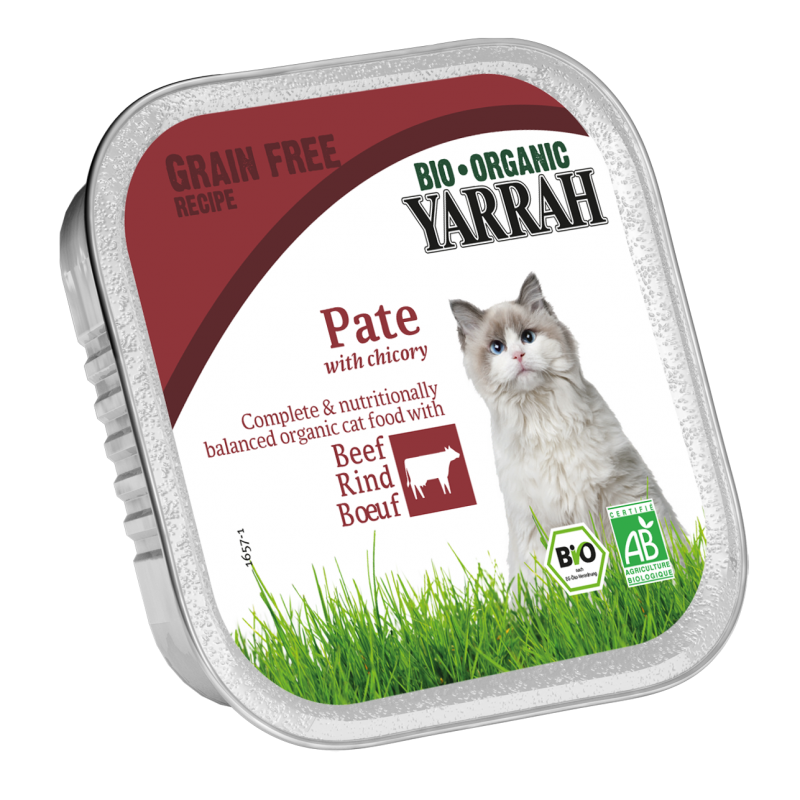 GRAIN FREE
RECIPE
BIO • ORGANIC
YARRAH
Pate
with chicory
Complete & nutritionally
balanced organic cat food with
Beef
Rind
Bœuf
1657-1
BiO
nach
EG-Öko-Verordnung
CERTIFIÉ
AB
AGRICULTURE
BIOLOGIQUE